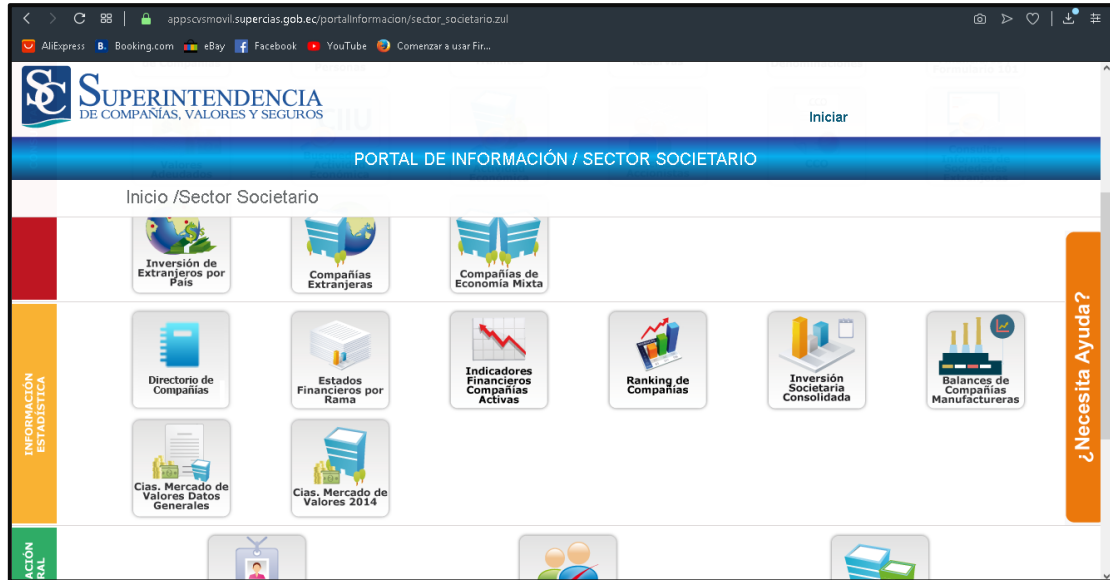 appscvsmovil.supercias.gob.ec/portalInformacion/sector_societario.zul
AliExpress B. Booking.com eBay Facebook YouTube Comenzar a usar Fir...
SC SUPERINTENDENCIA
DE COMPAÑÍAS, VALORES Y SEGUROS
Iniciar
PORTAL DE INFORMACIÓN / SECTOR SOCIETARIO
Inicio /Sector Societario
Inversión de
Extranjeros por
País
Compañías
Extranjeras
Compañías de
Economía Mixta
INFORMACIÓN
ESTADÍSTICA
Directorio de
Compañías
Estados
Financieros por
Rama
Indicadores
Financieros
Compañías
Activas
Ranking de
Compañías
Inversión
Societaria
Consolidada
Balances de
Compañías
Manufactureras
Cias. Mercado de
Valores Datos
Generales
Cias. Mercado de
Valores 2014
¿Necesita Ayuda?